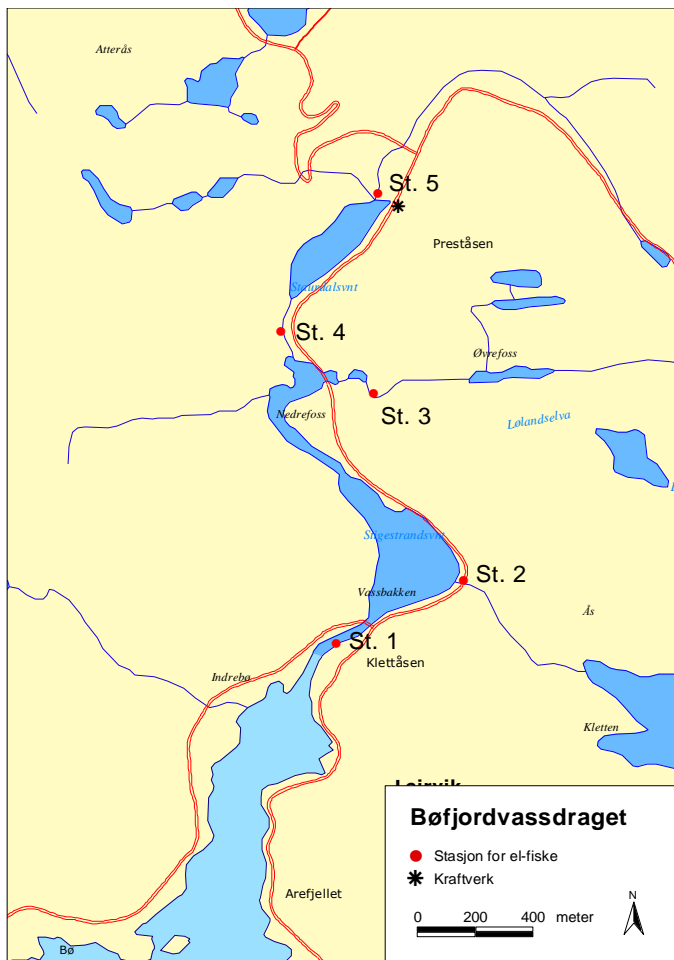 Atterås
St. 5
Preståsen
Staurdalsvnt
St. 4
Øvrefoss
St. 3
Nedrefoss
Lølandselva
Stigestrandsvnt
St. 2
Vassbakken
Ås
St. 1
Klettåsen
Indrebø
Kletten
Leirvik
Bøfjordvassdraget
Stasjon for el-fiske
Kraftverk
Arefjellet
N
0 200 400 meter
Bø